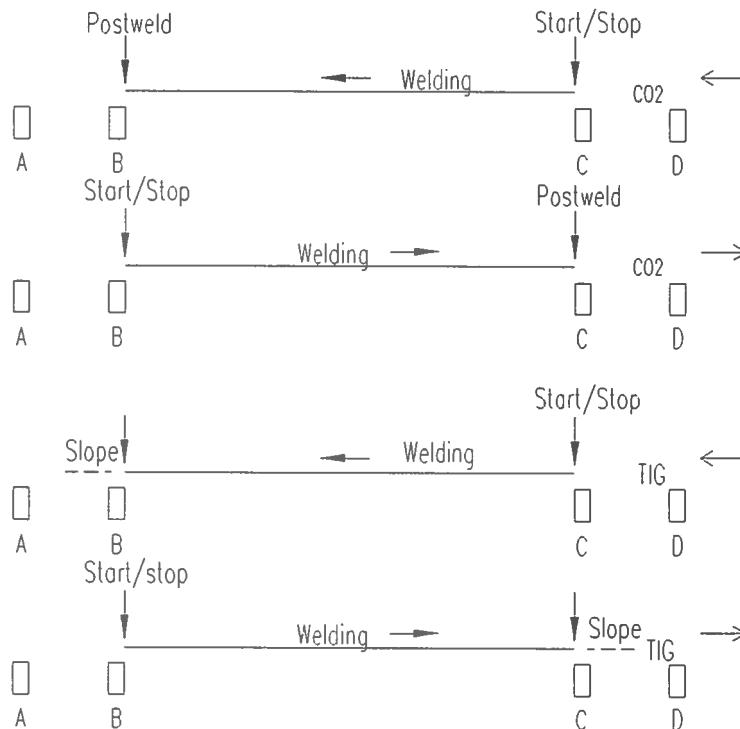 Postweld Start/Stop
Welding CO2
A B C D
Start/Stop Postweld
Welding CO2
A B C D
Start/Stop
Slope Welding TIG
A B C D
Start/stop
Welding Slope TIG
A B C D